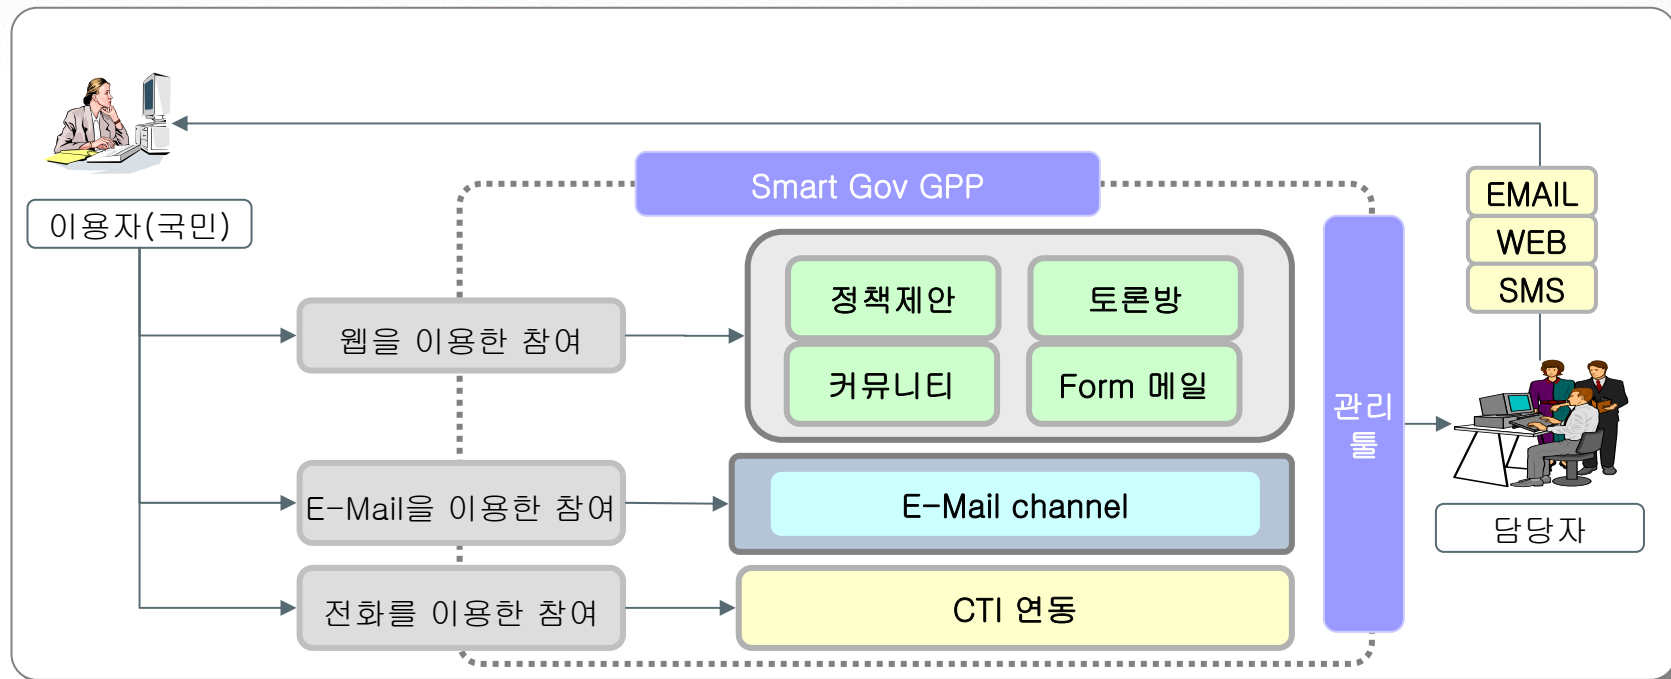 Smart Gov GPP
이용자(국민)
웹을 이용한 참여
E-Mail을 이용한 참여
전화를 이용한 참여
정책제안
토론방
커뮤니티
Form 메일
E-Mail channel
CTI 연동
관리
툴
EMAIL
WEB
SMS
담당자